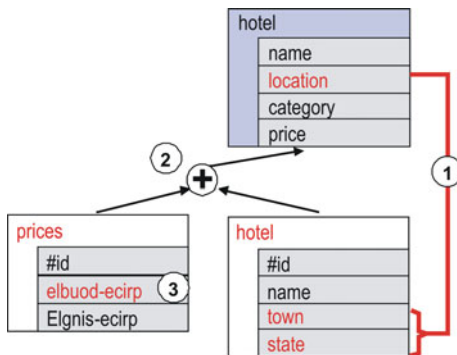 hotel
name
location
category
price
1
2
+
prices
#id
elbuod-ecirp
3
Elgnis-ecirp
hotel
#id
name
town
state